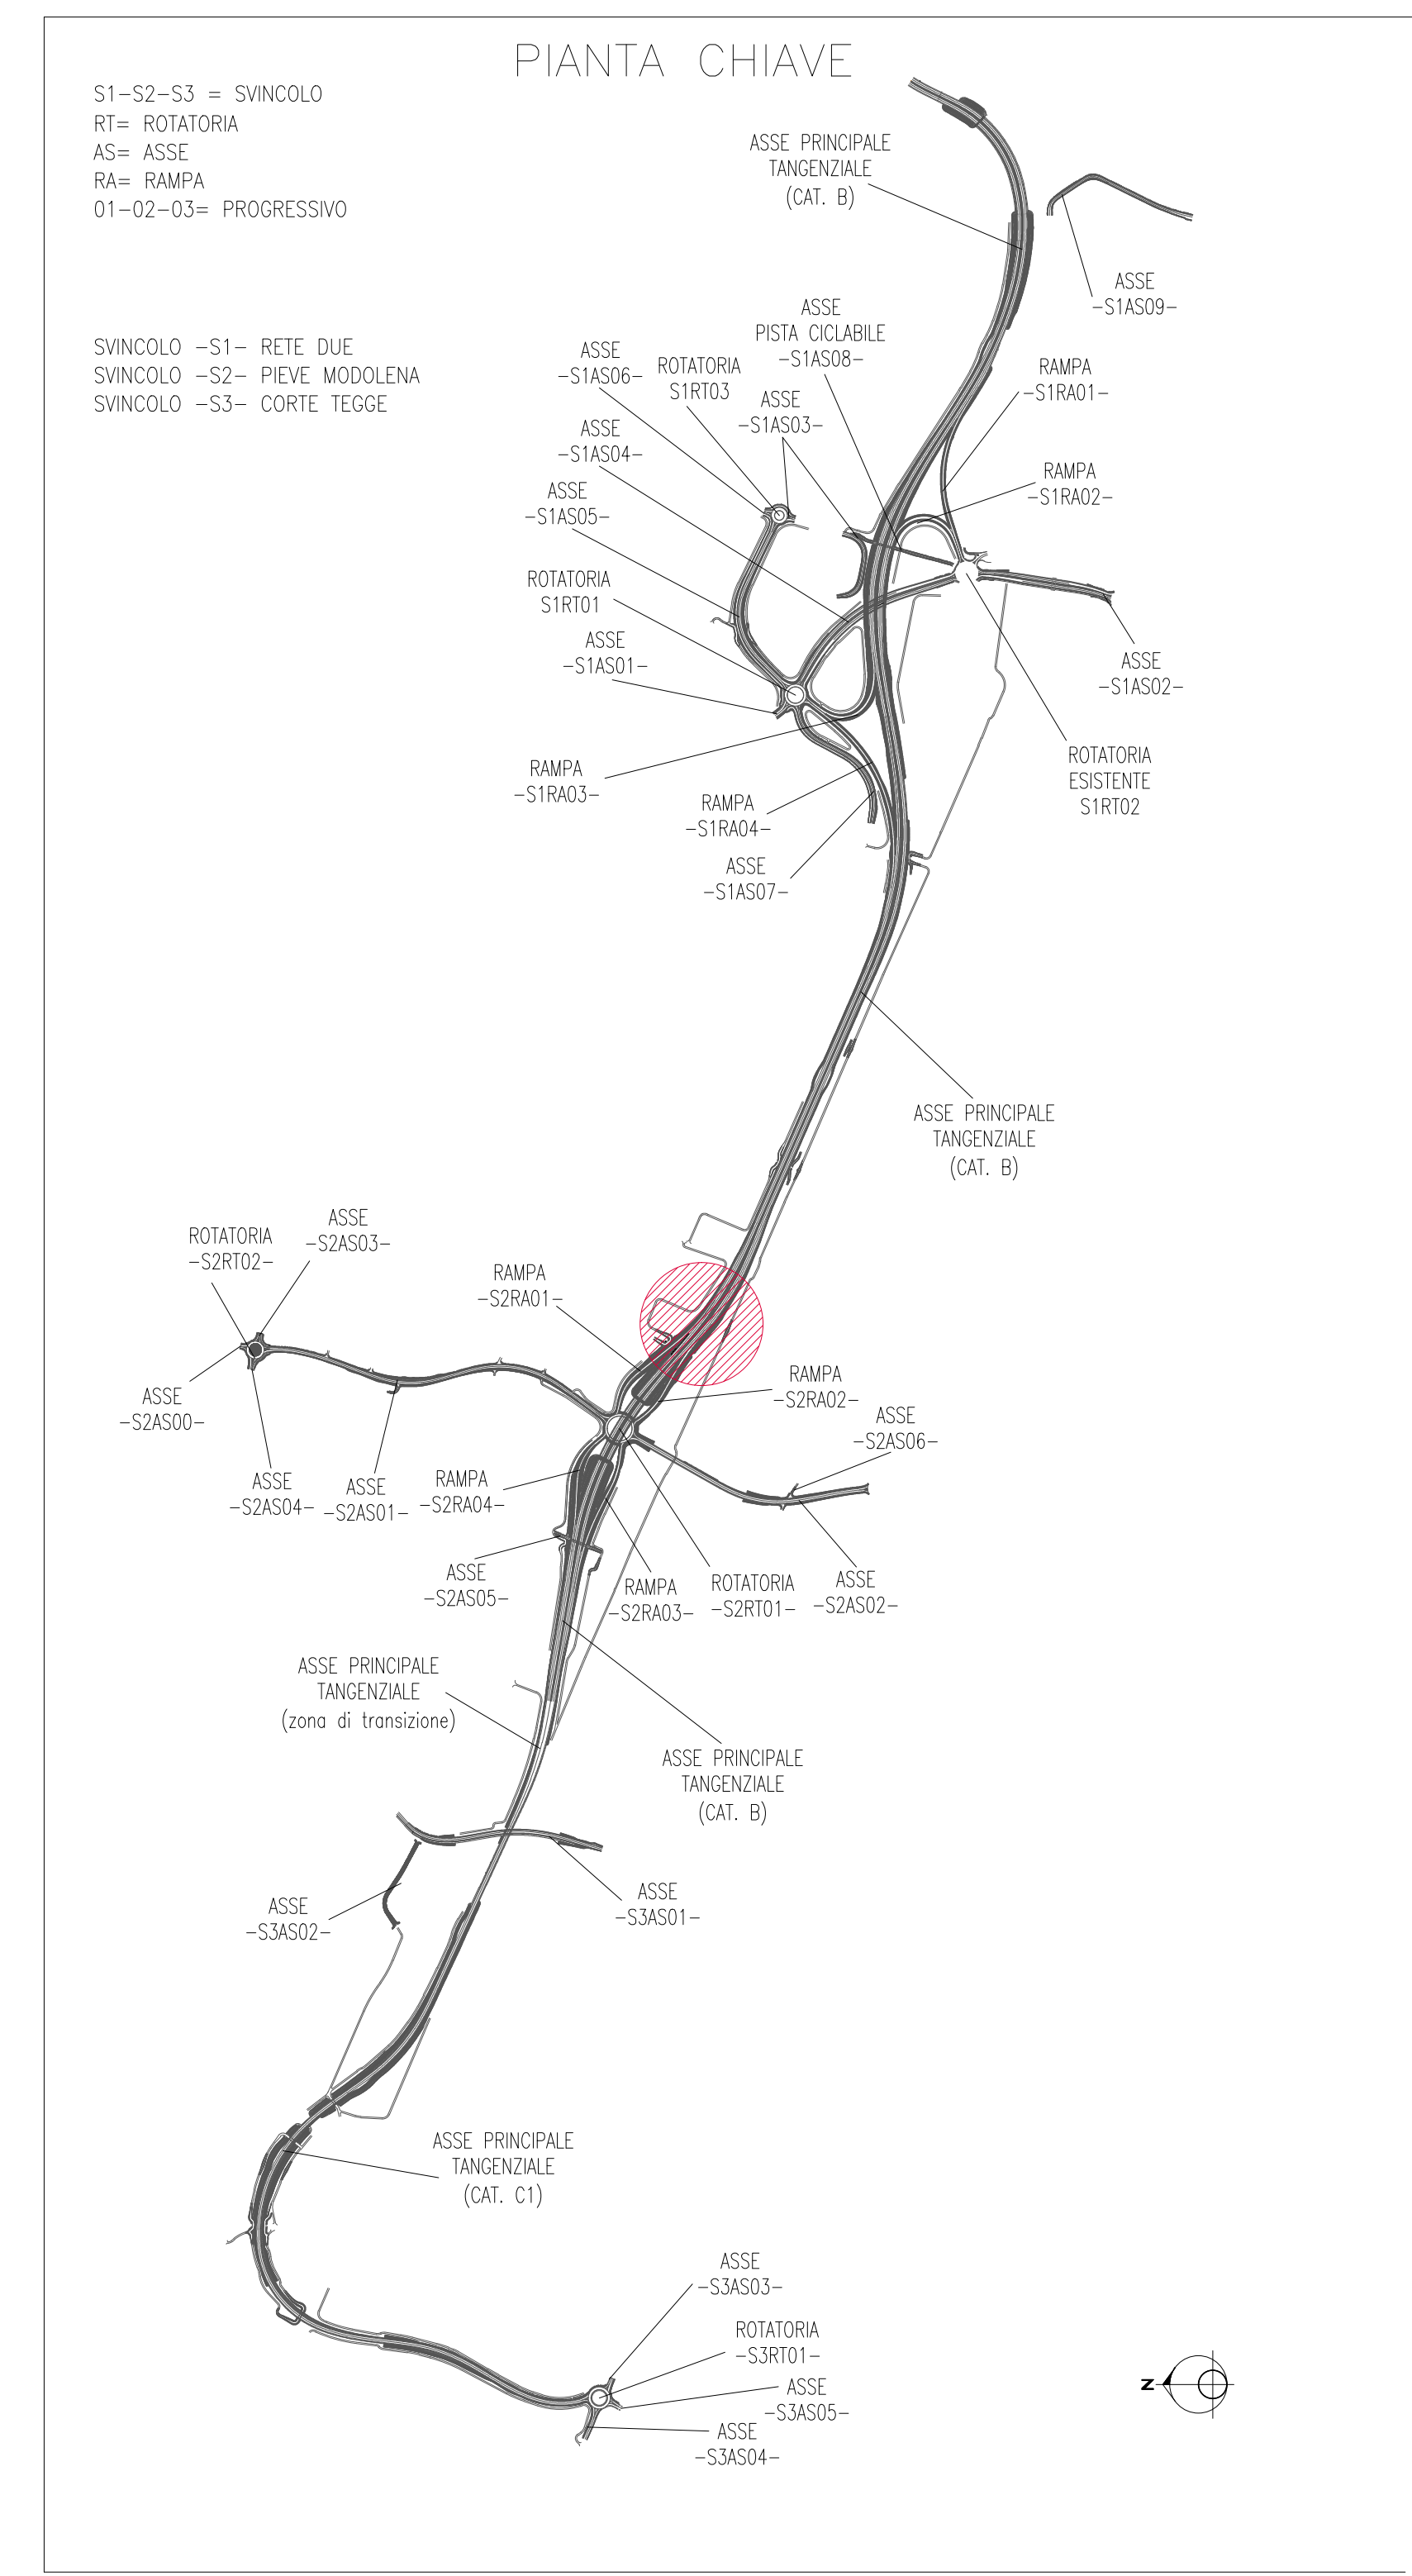 PIANTA CHIAVE
S1-S2-S3 = SVINCOLO
RT= ROTATORIA
AS= ASSE
RA= RAMPA
01-02-03= PROGRESSIVO
SVINCOLO -S1- RETE DUE
SVINCOLO -S2- PIEVE MODOLENA
SVINCOLO -S3- CORTE TEGGE
ASSE PRINCIPALE
TANGENZIALE
(CAT. B)
ASSE
-S1AS09-
ASSE
PISTA CICLABILE
-S1AS08-
ASSE
-S1AS06-
ROTATORIA
S1RT03
RAMPA
-S1RA01-
ASSE
-S1AS03-
ASSE
-S1AS04-
RAMPA
-S1RA02-
ASSE
-S1AS05-
ROTATORIA
S1RT01
ASSE
-S1AS01-
ASSE
-S1AS02-
ROTATORIA
ESISTENTE
S1RT02
RAMPA
-S1RA03-
RAMPA
-S1RA04-
ASSE
-S1AS07-
ASSE PRINCIPALE
TANGENZIALE
(CAT. B)
ASSE
-S2AS03-
ROTATORIA
-S2RT02-
RAMPA
-S2RA01-
RAMPA
-S2RA02-
ASSE
-S2AS00-
ASSE
-S2AS06-
ASSE
-S2AS04-
ASSE
-S2AS01-
RAMPA
-S2RA04-
ASSE
-S2AS05-
RAMPA
-S2RA03-
ROTATORIA
-S2RT01-
ASSE
-S2AS02-
ASSE PRINCIPALE
TANGENZIALE
(zona di transizione)
ASSE PRINCIPALE
TANGENZIALE
(CAT. B)
ASSE
-S3AS02-
ASSE
-S3AS01-
ASSE PRINCIPALE
TANGENZIALE
(CAT. C1)
ASSE
-S3AS03-
ROTATORIA
-S3RT01-
ASSE
-S3AS05-
ASSE
-S3AS04-
N